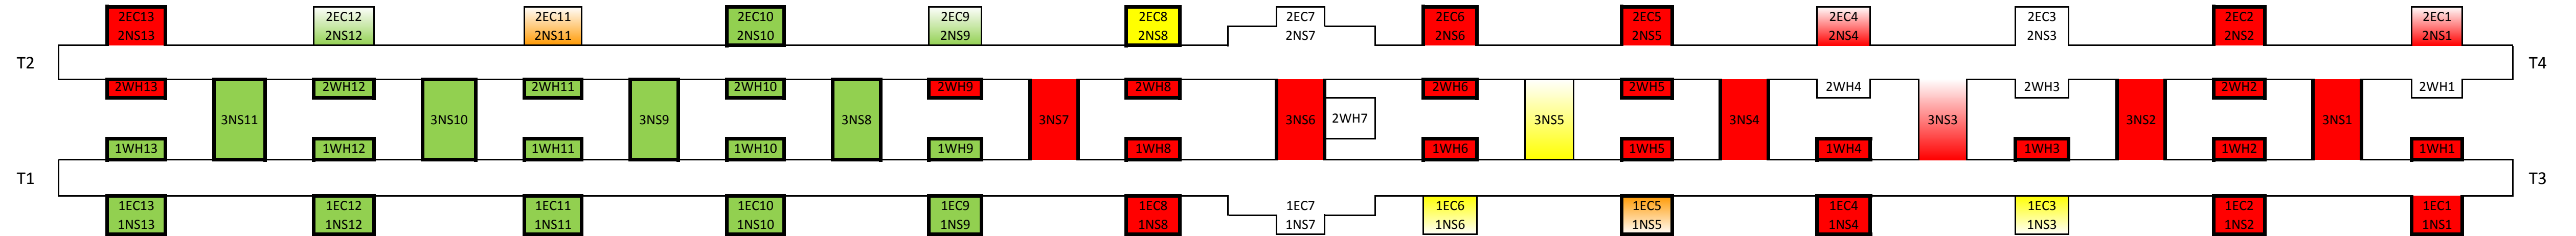 2EC13 2EC12 2EC11 2EC10 2EC9 2EC8 2EC7 2EC6 2EC5 2EC4 2EC3 2EC2 2EC1
2NS13 2NS12 2NS11 2NS10 2NS9 2NS8 2NS7 2NS6 2NS5 2NS4 2NS3 2NS2 2NS1
T2 T4
2WH13 2WH12 2WH11 2WH10 2WH9 2WH8 2WH6 2WH5 2WH4 2WH3 2WH2 2WH1
3NS11 3NS10 3NS9 3NS8 3NS7 3NS6 2WH7 3NS5 3NS4 3NS3 3NS2 3NS1
1WH13 1WH12 1WH11 1WH10 1WH9 1WH8 1WH6 1WH5 1WH4 1WH3 1WH2 1WH1
T1 T3
1EC13 1EC12 1EC11 1EC10 1EC9 1EC8 1EC7 1EC6 1EC5 1EC4 1EC3 1EC2 1EC1
1NS13 1NS12 1NS11 1NS10 1NS9 1NS8 1NS7 1NS6 1NS5 1NS4 1NS3 1NS2 1NS1